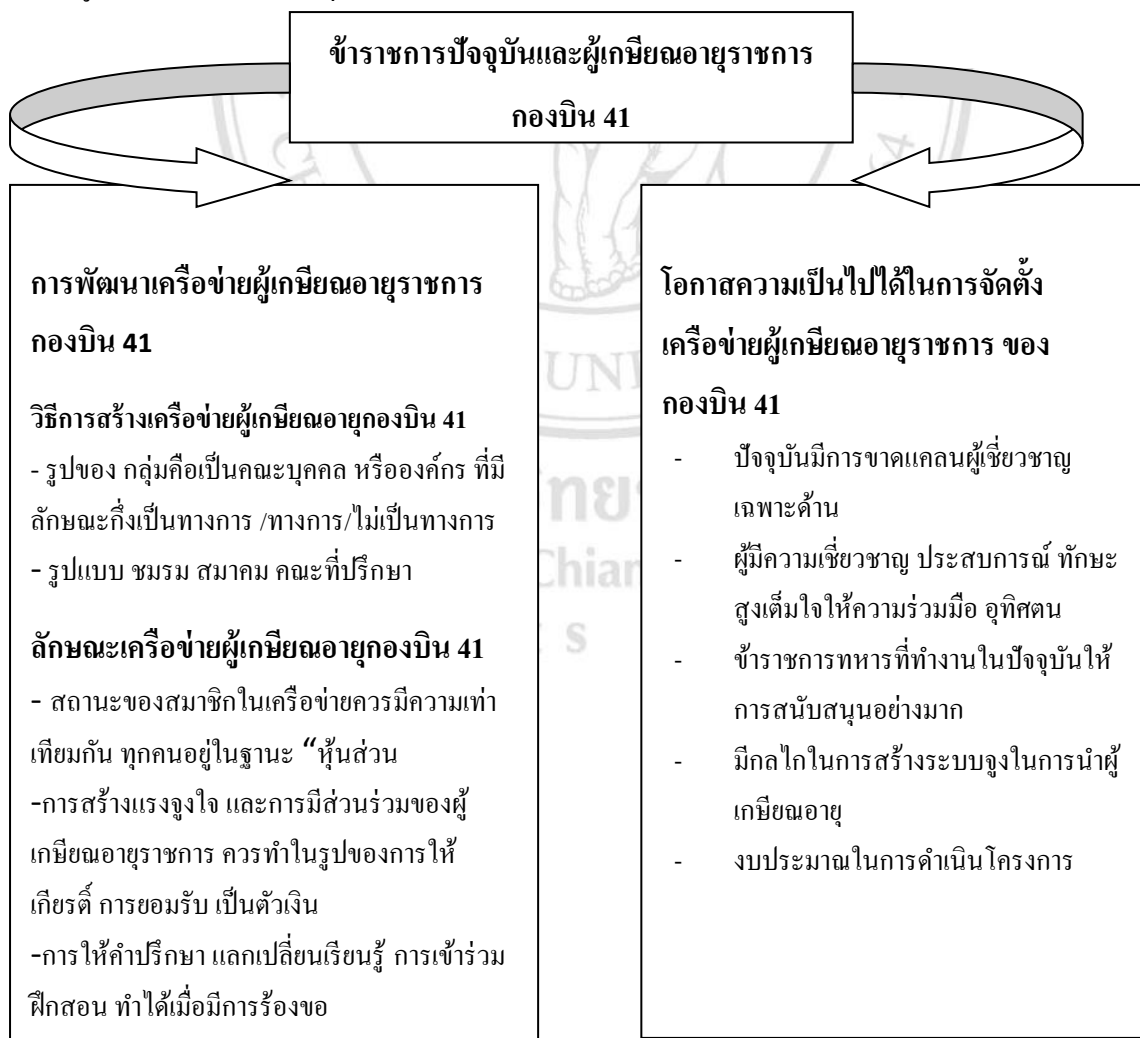 ข้าราชการปัจจุบันและผู้เกษียณอายุราชการ
กองบิน 41
การพัฒนาเครือข่ายผู้เกษียณอายุราชการ
กองบิน 41
วิธีการสร้างเครือข่ายผู้เกษียณอายุกองบิน 41
- รูปของ กลุ่มคือเป็นคณะบุคคล หรือองค์กร ที่มี
ลักษณะกึ่งเป็นทางการ /ทางการ/ไม่เป็นทางการ
- รูปแบบ ชมรม สมาคม คณะที่ปรึกษา
ลักษณะเครือข่ายผู้เกษียณอายุกองบิน 41
- สถานะของสมาชิกในเครือข่ายควรมีความเท่า
เทียมกัน ทุกคนอยู่ในฐานะ “หุ้นส่วน
-การสร้างแรงจูงใจ และการมีส่วนร่วมของผู้
เกษียณอายุราชการ ควรทำในรูปของการให้
เกียรติ์ การยอมรับ เป็นตัวเงิน
-การให้คำปรึกษา แลกเปลี่ยนเรียนรู้ การเข้าร่วม
ฝึกสอน ทำได้เมื่อมีการร้องขอ
โอกาสความเป็นไปได้ในการจัดตั้ง
เครือข่ายผู้เกษียณอายุราชการ ของ
กองบิน 41
- ปัจจุบันมีการขาดแคลนผู้เชี่ยวชาญ
เฉพาะด้าน
- ผู้มีความเชี่ยวชาญ ประสบการณ์ ทักษะ
สูงเต็มใจให้ความร่วมมือ อุทิศตน
- ข้าราชการทหารที่ทำงานในปัจจุบันให้
การสนับสนุนอย่างมาก
- มีกลไกในการสร้างระบบจูงในการนำผู้
เกษียณอายุ
- งบประมาณในการดำเนินโครงการ